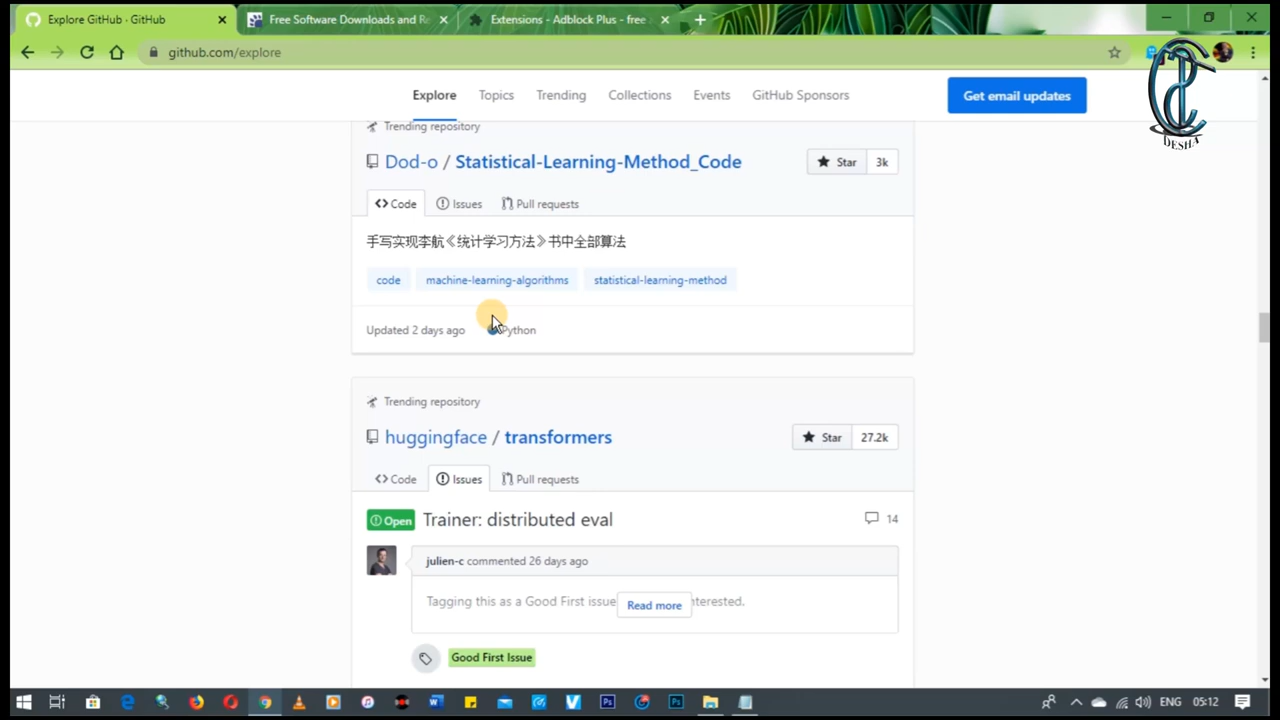 Explore GitHub · GitHub
Free Software Downloads and Re
Extensions - Adblock Plus - free
github.com/explore
Explore Topics Trending Collections Events GitHub Sponsors
Get email updates
DESHA
Trending repository
Dod-o / Statistical-Learning-Method_Code
Star 3k
Code Issues Pull requests
手写实现李航《统计学习方法》书中全部算法
code machine-learning-algorithms statistical-learning-method
Updated 2 days ago Python
Trending repository
huggingface / transformers
Star 27.2k
Code Issues Pull requests
Open Trainer: distributed eval 14
julien-c commented 26 days ago
Tagging this as a Good First issue
Read more
nterested.
Good First Issue
ENG 05:12